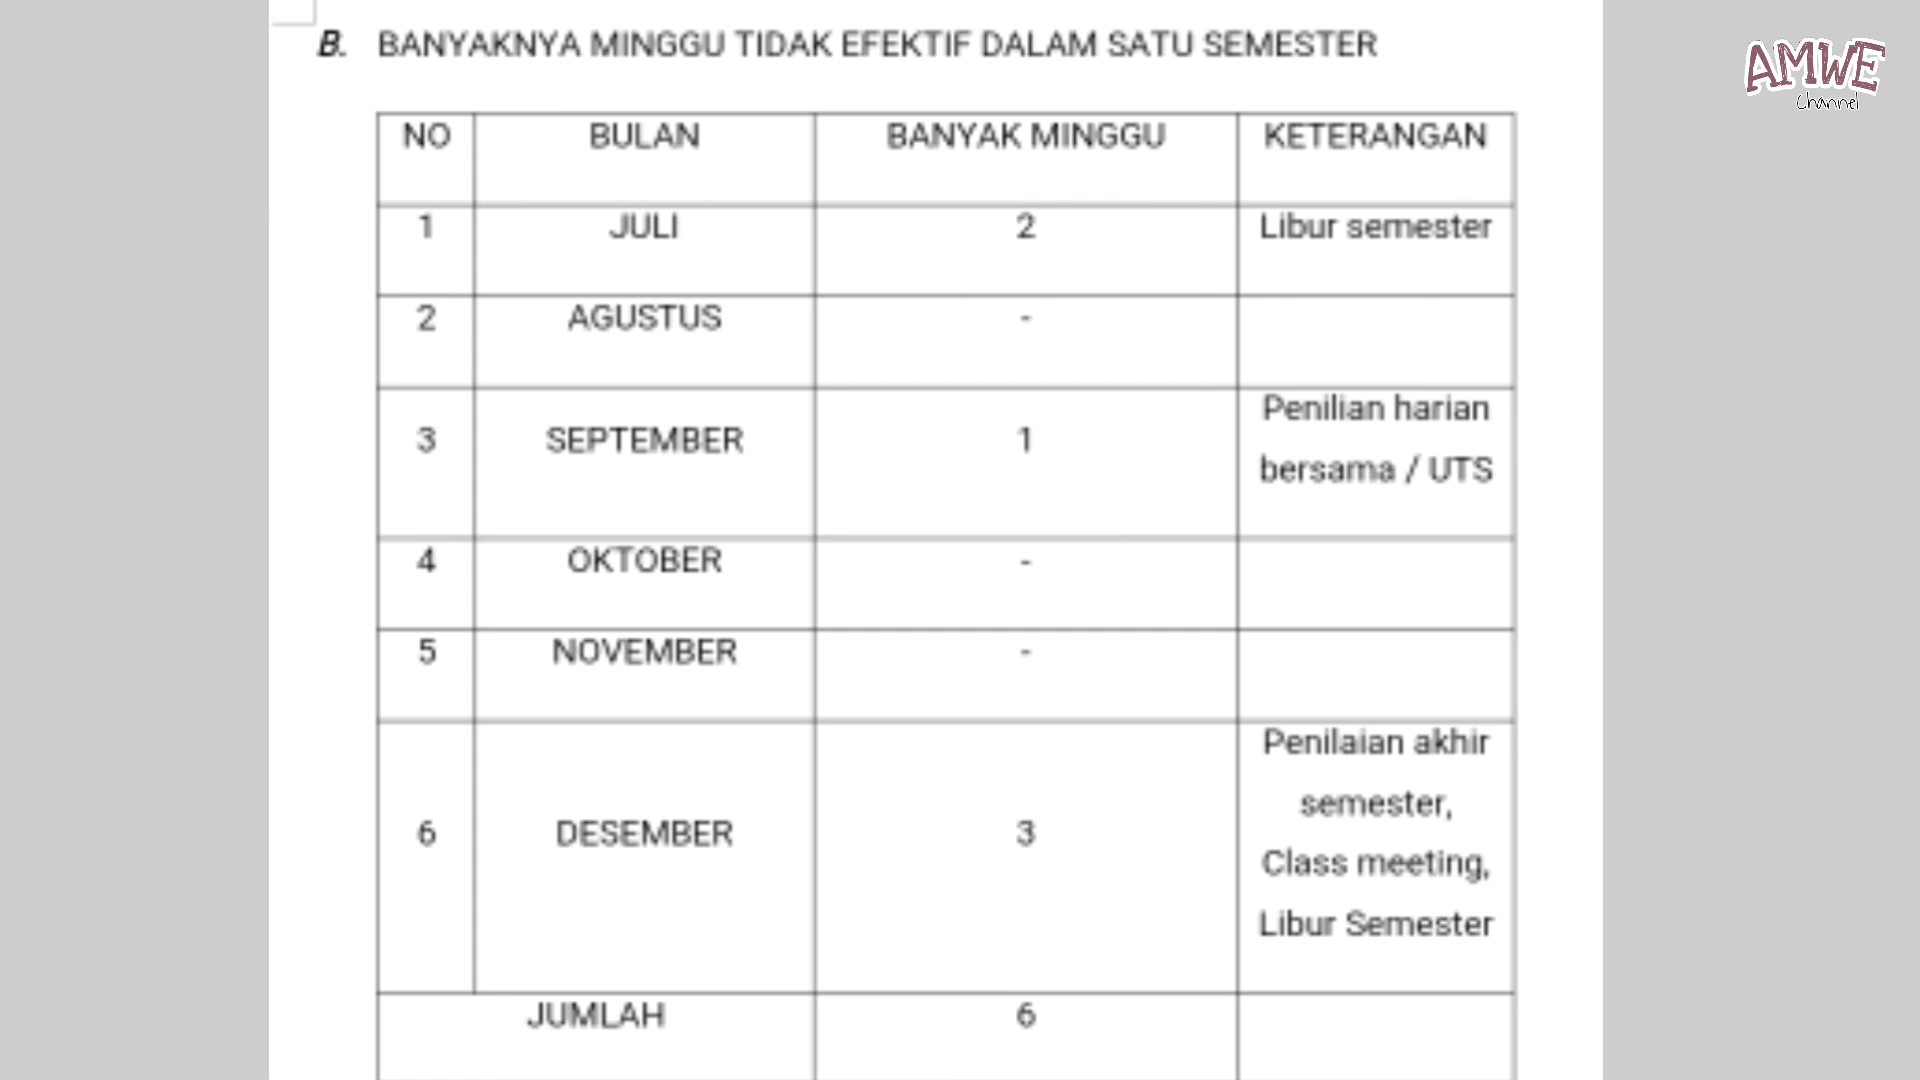 B. BANYAKNYA MINGGU TIDAK EFEKTIF DALAM SATU SEMESTER
AMWE
Channel
NO BULAN BANYAK MINGGU KETERANGAN
1 JULI 2 Libur semester
2 AGUSTUS -
3 SEPTEMBER 1 Penilian harian
bersama / UTS
4 OKTOBER -
5 NOVEMBER -
6 DESEMBER 3 Penilaian akhir
semester,
Class meeting,
Libur Semester
JUMLAH 6